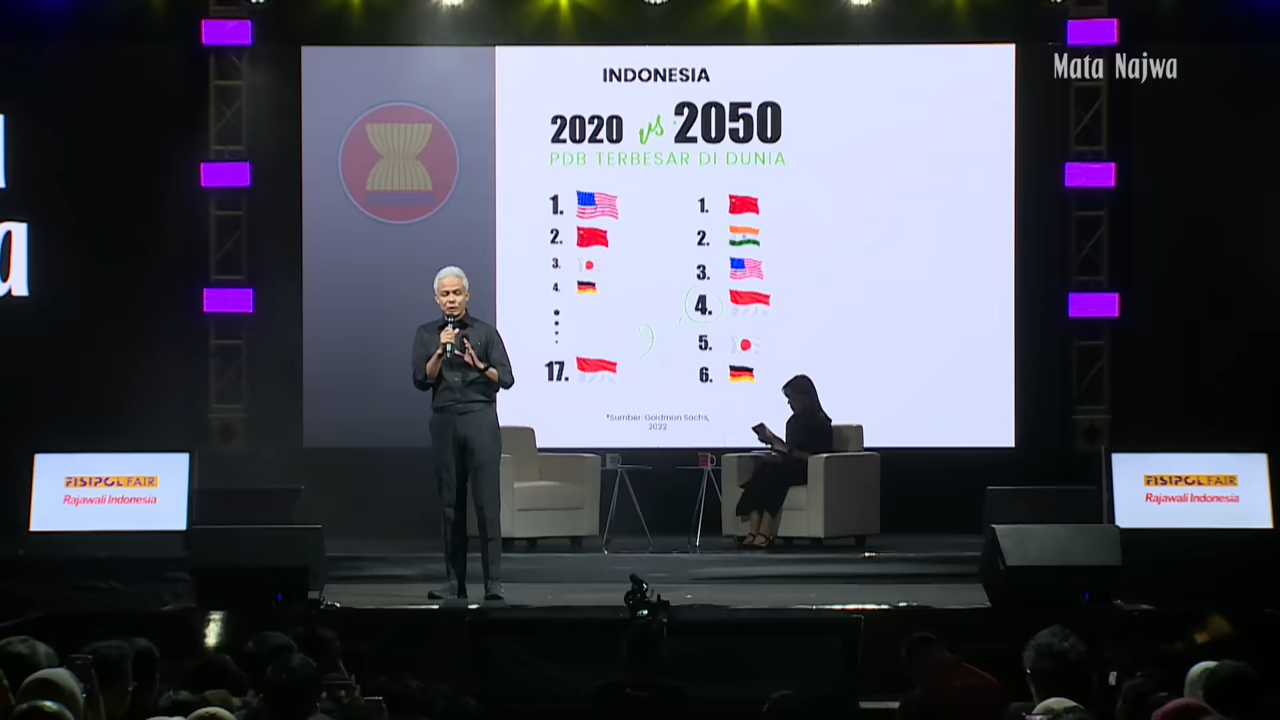 Mata Najwa
INDONESIA
2020 vs 2050
PDB TERBESAR DI DUNIA
1.
2.
3.
4.
17.
1.
2.
3.
4.
5.
6.
*Sumber: Goldman Sachs,
2022
FISIPOL FAIR
Rajawali Indonesia
FISIPOL FAIR
Rajawali Indonesia